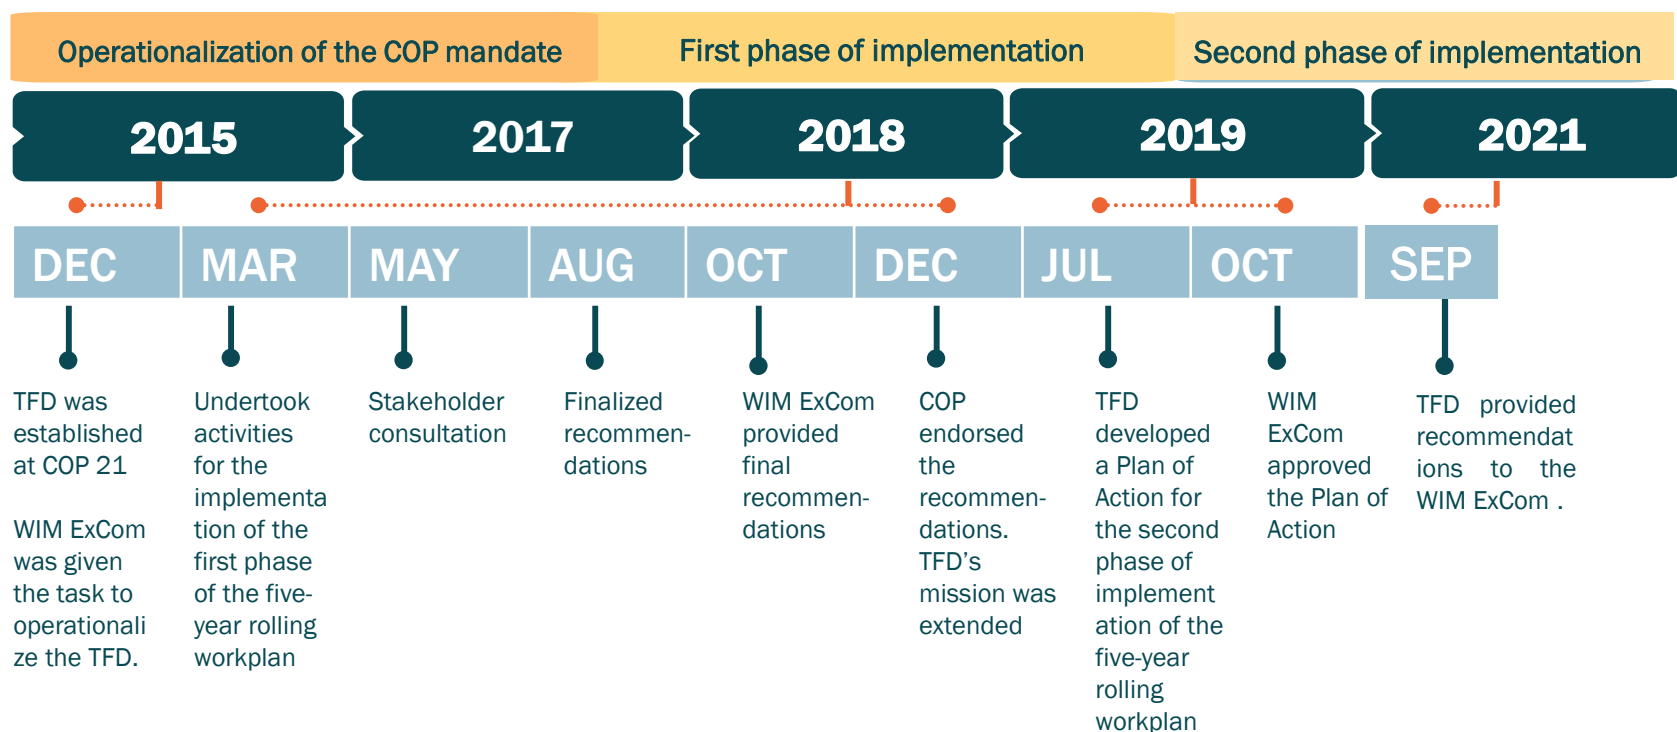 Operationalization of the COP mandate
First phase of implementation
Second phase of implementation
2015
2017
2018
2019
2021
DEC
MAR
MAY
AUG
OCT
DEC
JUL
OCT
SEP
TFD was
established
at COP 21
WIM ExCom
was given
the task to
operationali
ze the TFD.
Undertook
activities
for the
implementa
tion of the
first phase
of the five-
year rolling
workplan
Stakeholder
consultation
Finalized
recommen-
dations
WIM ExCom
provided
final
recommen-
dations
COP
endorsed
the
recommen-
dations.
TFD's
mission was
extended
TFD
developed
a Plan of
Action for
the second
phase of
implement
ation of the
five-year
rolling
workplan
WIM
ExCom
approved
the Plan of
Action
TFD provided
recommendat
ions to the
WIM ExCom .